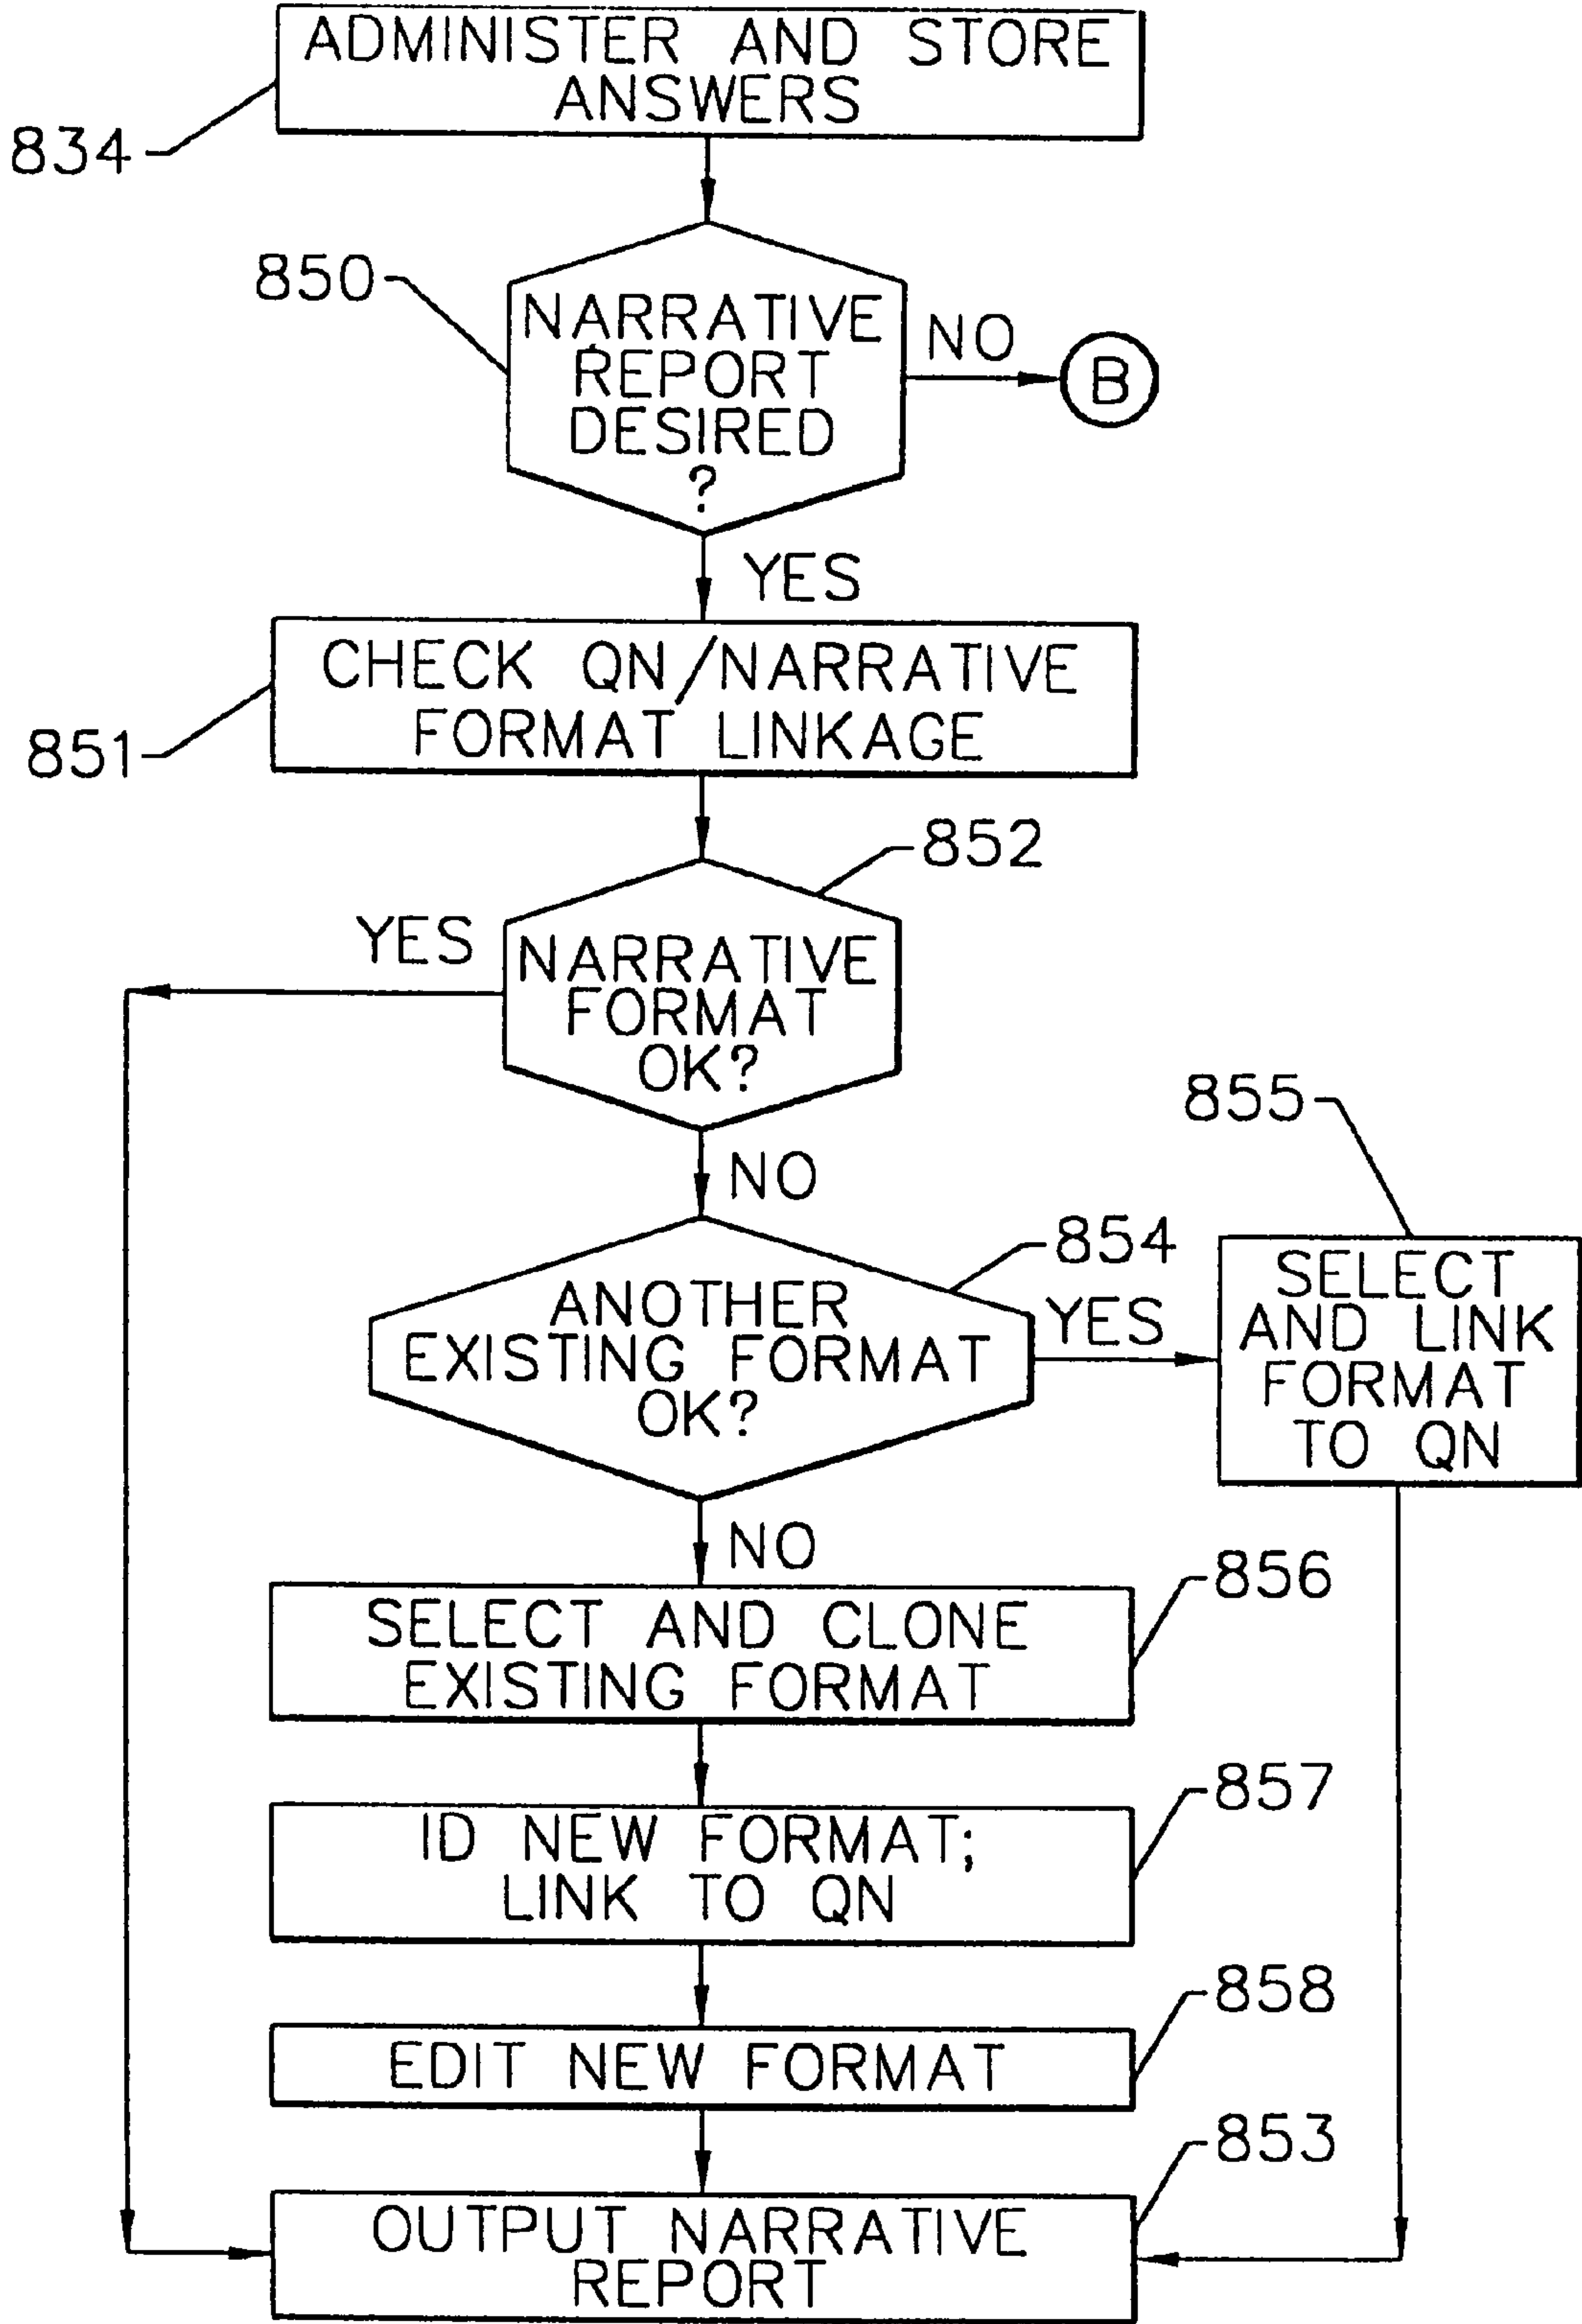 ADMINISTER AND STORE
ANSWERS
834
850
NARRATIVE
REPORT
DESIRED
?
NO
B
YES
CHECK QN/NARRATIVE
FORMAT LINKAGE
851
852
YES
NARRATIVE
FORMAT
OK?
NO
855
854
ANOTHER
EXISTING FORMAT
OK?
YES
SELECT
AND LINK
FORMAT
TO QN
NO
856
SELECT AND CLONE
EXISTING FORMAT
857
ID NEW FORMAT;
LINK TO QN
858
EDIT NEW FORMAT
853
OUTPUT NARRATIVE
REPORT